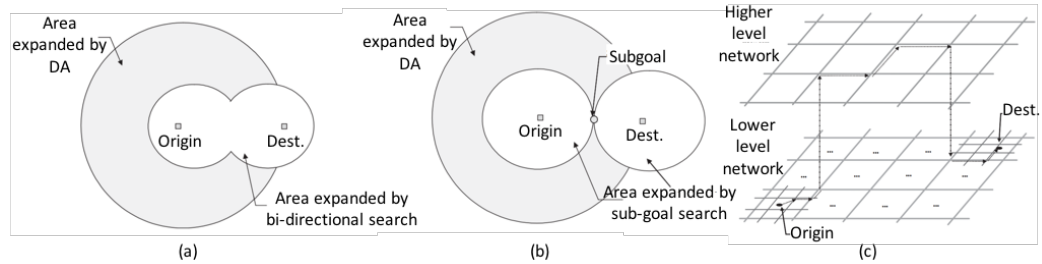 Area
expanded by
DA
Origin
Dest.
Area expanded by
bi-directional search
(a)
Area
expanded by
DA
Subgoal
Origin
Dest.
Area expanded by
sub-goal search
(b)
Higher
level
network
Lower
level
network
Dest.
Origin
(c)